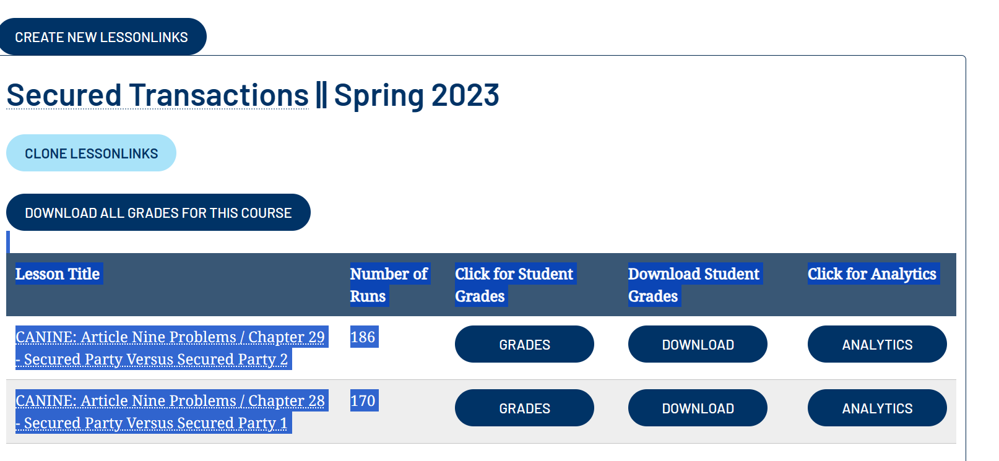 CREATE NEW LESSONLINKS
Secured Transactions || Spring 2023
CLONE LESSONLINKS
DOWNLOAD ALL GRADES FOR THIS COURSE
Lesson Title
Number of
Runs
Click for Student
Grades
Download Student
Grades
Click for Analytics
CANINE: Article Nine Problems / Chapter 29
- Secured Party Versus Secured Party 2
186
GRADES
DOWNLOAD
ANALYTICS
CANINE: Article Nine Problems / Chapter 28
- Secured Party Versus Secured Party 1
170
GRADES
DOWNLOAD
ANALYTICS